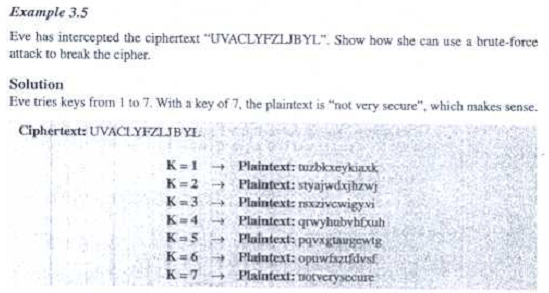 Example 3.5
Eve has intercepted the ciphertext "UVACLYFZLJBYL". Show how she can use a brute-force
attack to break the cipher.
Solution
Eve tries keys from 1 to 7. With a key of 7, the plaintext is "not very secure", which makes sense.
Ciphertext: UVACLYFZLJBYL
K = 1 → Plaintext: tuzbkxeykiaxk
K = 2 → Plaintext: styajwdxjhzwj
K = 3 → Plaintext: rsxzivcwigyvi
K = 4 → Plaintext: qrwyhubvhfxuh
K = 5 → Plaintext: pqvxgtaugewtg
K = 6 → Plaintext: opuwfsztfdvsf
K = 7 → Plaintext: notverysecure